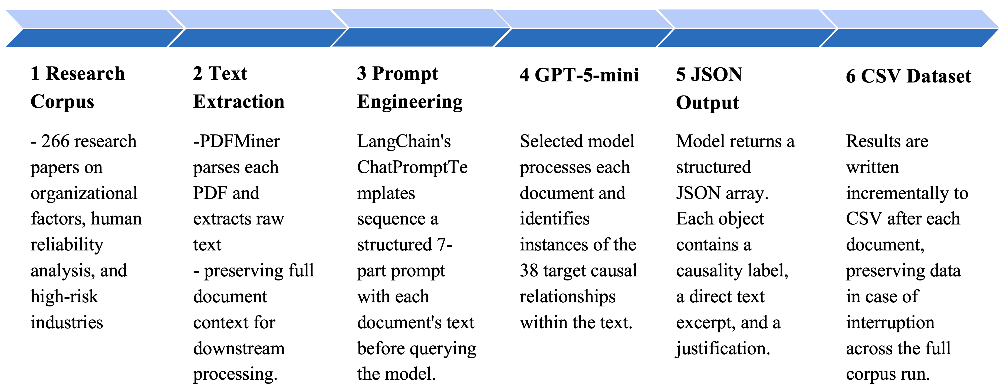 1 Research
Corpus
- 266 research
papers on
organizational
factors, human
reliability
analysis, and
high-risk
industries
2 Text
Extraction
-PDFMiner
parses each
PDF and
extracts raw
text
- preserving full
document
context for
downstream
processing.
3 Prompt
Engineering
LangChain's
ChatPromptTe
mplates
sequence a
structured 7-
part prompt
with each
document's text
before querying
the model.
4 GPT-5-mini
Selected model
processes each
document and
identifies
instances of the
38 target causal
relationships
within the text.
5 JSON
Output
Model returns a
structured
JSON array.
Each object
contains a
causality label,
a direct text
excerpt, and a
justification.
6 CSV Dataset
Results are
written
incrementally to
CSV after each
document,
preserving data
in case of
interruption
across the full
corpus run.